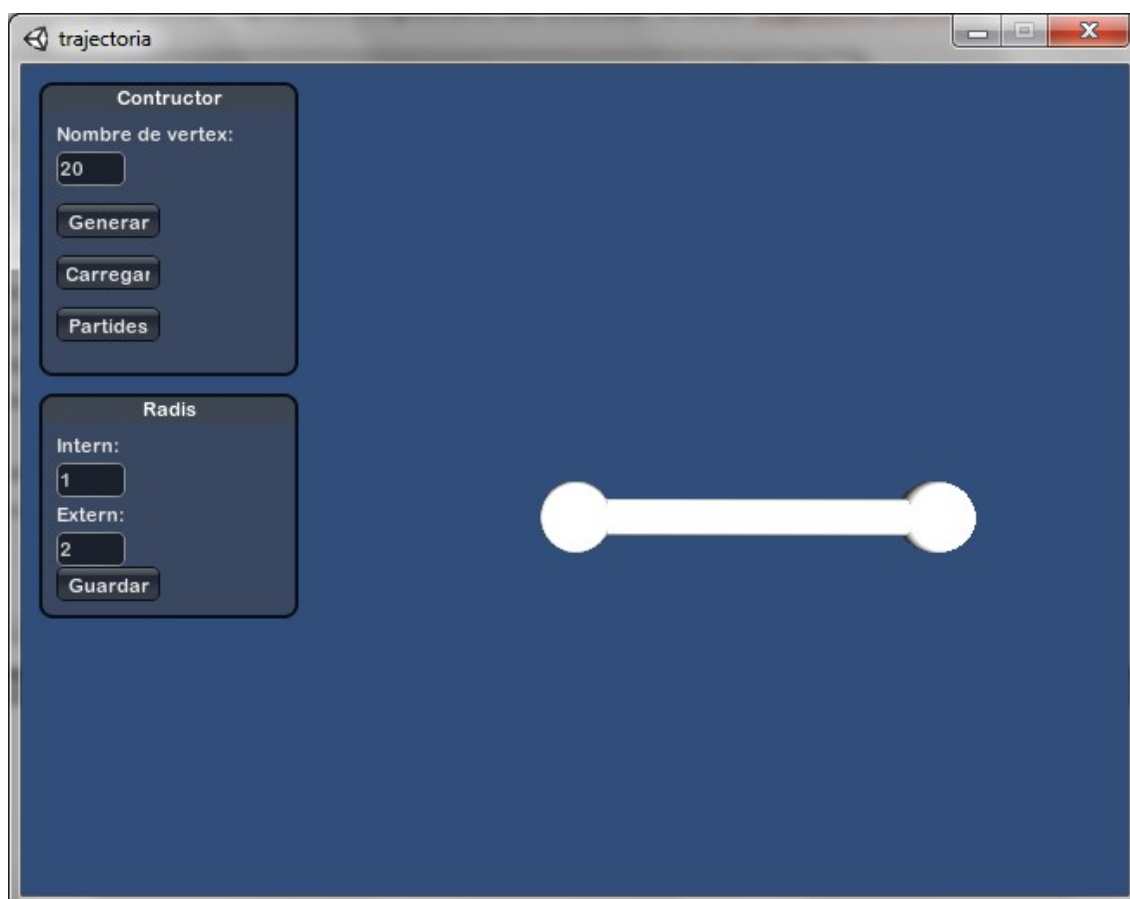 trajectoria
Contructor
Nombre de vertex:
20
Generar
Carregar
Partides
Radis
Intern:
1
Extern:
2
Guardar